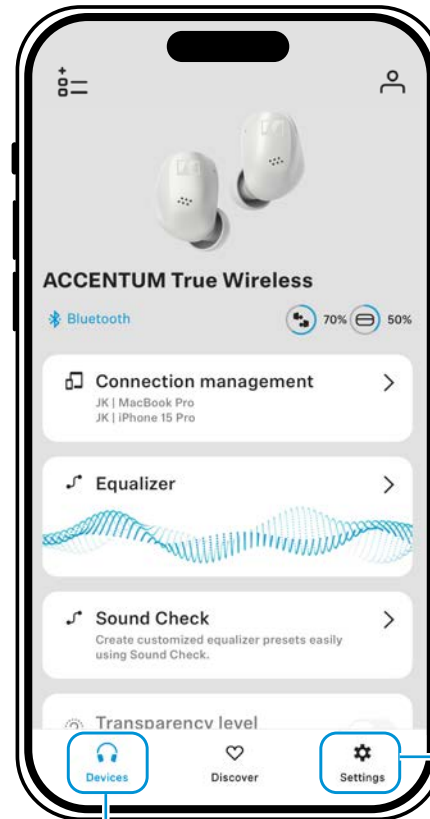 ACCENTUM True Wireless
Bluetooth
70% 50%
Connection management
JK | MacBook Pro
JK | iPhone 15 Pro
Equalizer
Sound Check
Create customized equalizer presets easily
using Sound Check.
Transparency level
Devices Discover Settings